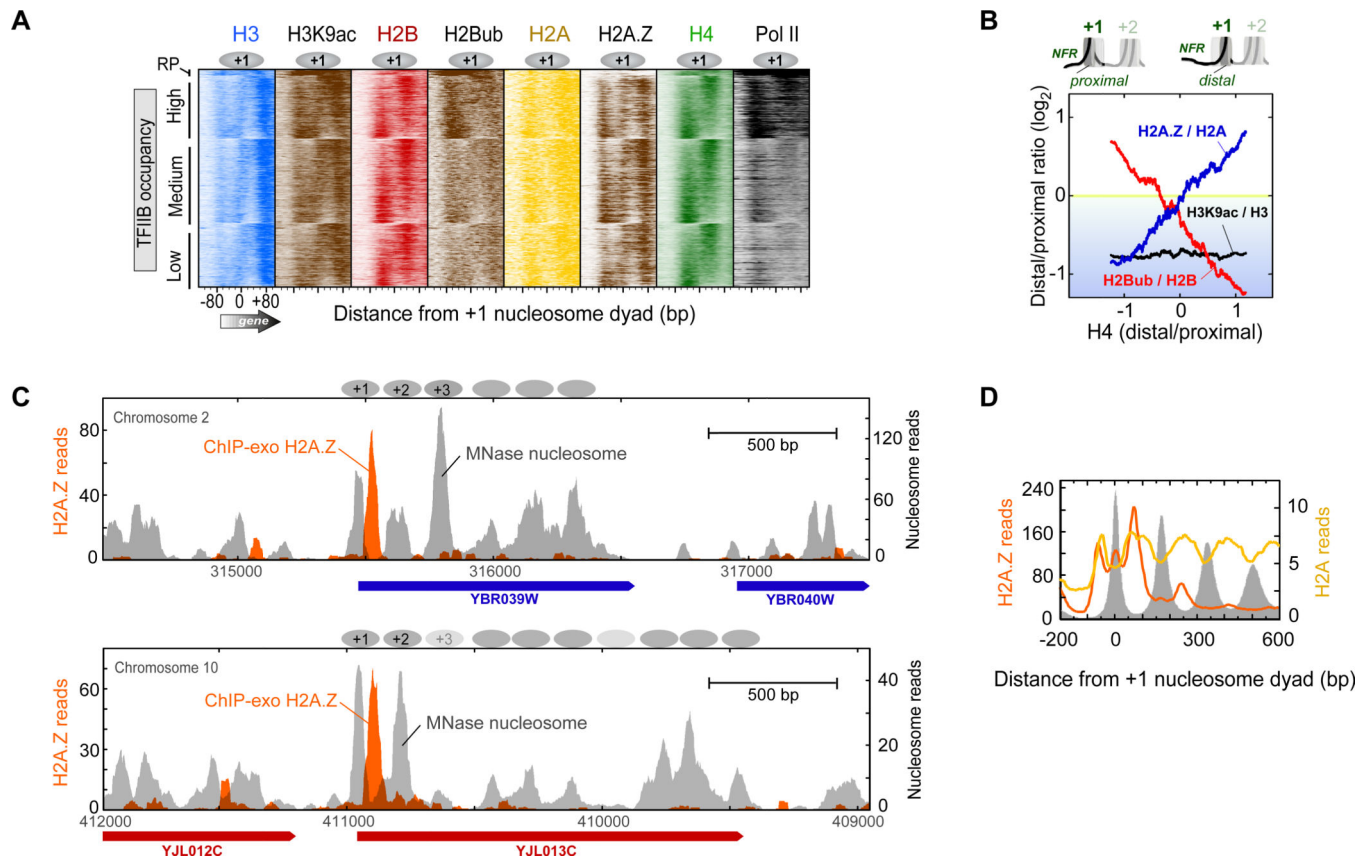 A
H3 H3K9ac H2B H2Bub H2A H2A.Z H4 Pol II
+1 +1 +1 +1 +1 +1 +1 +1
RP
TFIIB occupancy
High
Medium
Low
-80 0 +80
gene
Distance from +1 nucleosome dyad (bp)
B
+1 +2 +1 +2
NFR NFR
proximal distal
Distal/proximal ratio (log2)
1
0
-1
H2A.Z / H2A
H3K9ac / H3
H2Bub / H2B
-1 0 1
H4 (distal/proximal)
C
+1 +2 +3
Chromosome 2
H2A.Z reads
80
40
0
ChIP-exo H2A.Z
MNase nucleosome
500 bp
120
60
0
Nucleosome reads
315000 316000 317000
YBR039W YBR040W
+1 +2 +3
Chromosome 10
H2A.Z reads
70
30
0
ChIP-exo H2A.Z
MNase nucleosome
500 bp
40
20
0
Nucleosome reads
412000 411000 410000 409000
YJL012C YJL013C
D
H2A.Z reads
240
160
80
0
10
5
0
H2A reads
-200 0 300 600
Distance from +1 nucleosome dyad (bp)